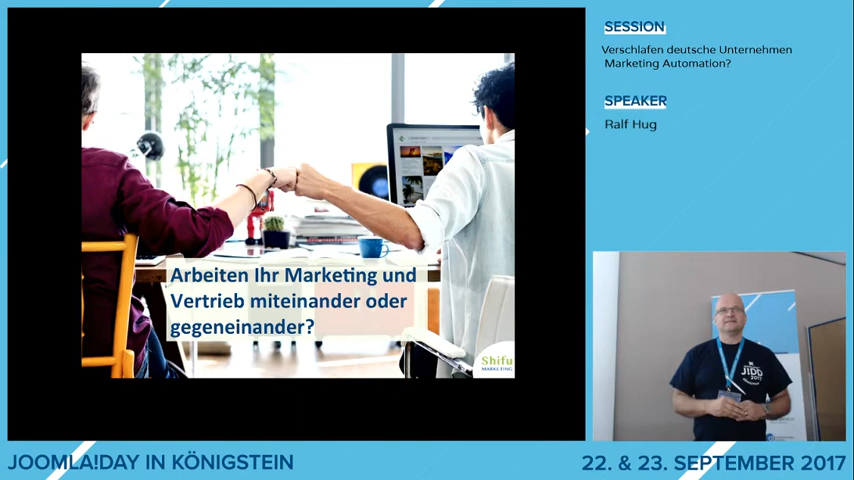 SESSION
Verschlafen deutsche Unternehmen
Marketing Automation?
SPEAKER
Ralf Hug
Arbeiten Ihr Marketing und
Vertrieb miteinander oder
gegeneinander?
Shifu
MARKETING
JIDD
2017
JOOMLA!DAY IN KÖNIGSTEIN
22. & 23. SEPTEMBER 2017